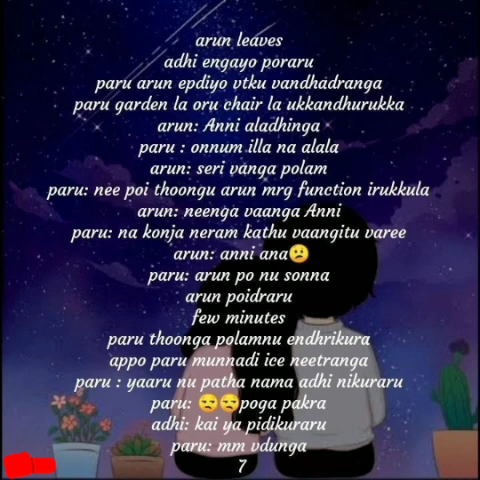 arun leaves
adhi engayo poraru
paru arun epdiyo vtku vandhadranga
paru garden la oru chair la ukkandhurukka
arun: Anni aladhinga
paru : onnum illa na alala
arun: seri vanga polam
paru: nee poi thoongu arun mrg function irukkula
arun: neenga vaanga Anni
paru: na konja neram kathu vaangitu varee
arun: anni ana😕
paru: arun po nu sonna
arun poidraru
few minutes
paru thoonga polamnu endhrikura
appo paru munnadi ice neetranga
paru : yaaru nu patha nama adhi nikuraru
paru: 😒😒poga pakra
adhi: kai ya pidikuraru
paru: mm vdunga
7